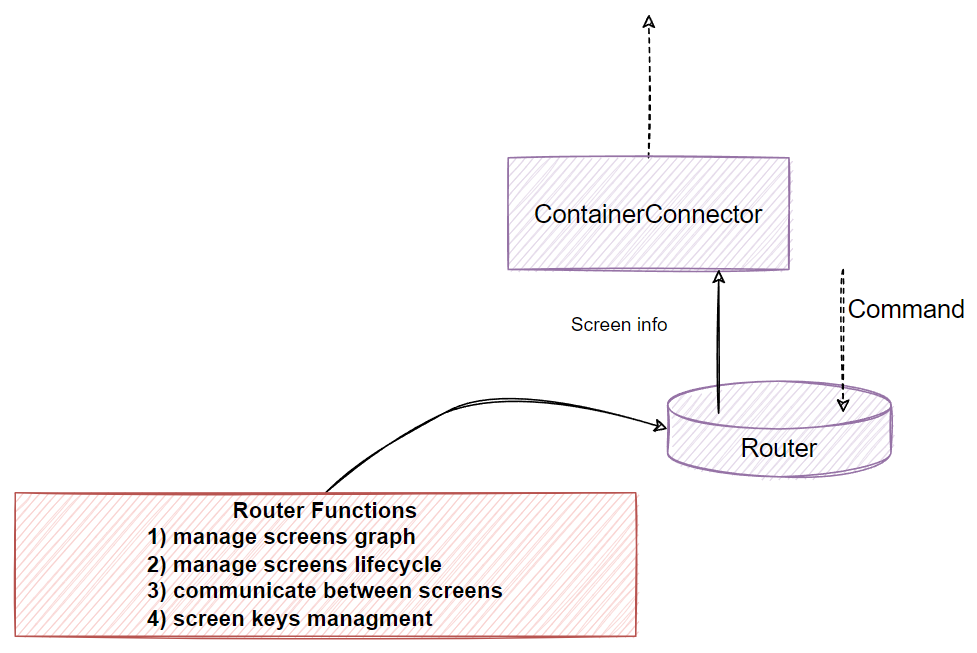 ContainerConnector
Screen info
Command
Router
Router Functions
1) manage screens graph
2) manage screens lifecycle
3) communicate between screens
4) screen keys managment